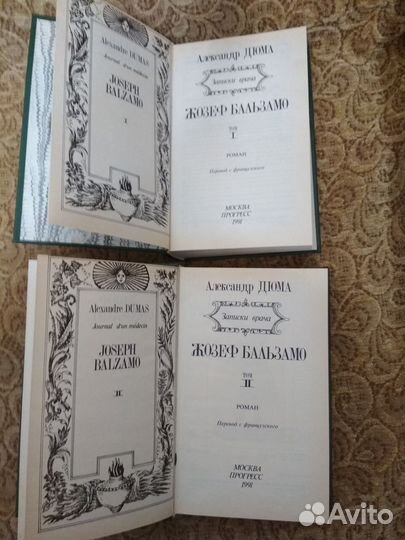 Alexandre DUMAS
Journal d'un médecin
JOSEPH
BALZAMO
I
Александр ДЮМА
Записки врача
ЖОЗЕФ БАЛЬЗАМО
ТОМ
I
РОМАН
Перевод с французского
МОСКВА
ПРОГРЕСС
1991
Alexandre DUMAS
Journal d'un médecin
JOSEPH
BALZAMO
II
Александр ДЮМА
Записки врача
ЖОЗЕФ БАЛЬЗАМО
ТОМ
II
РОМАН
Перевод с французского
МОСКВА
ПРОГРЕСС
1991
Avito